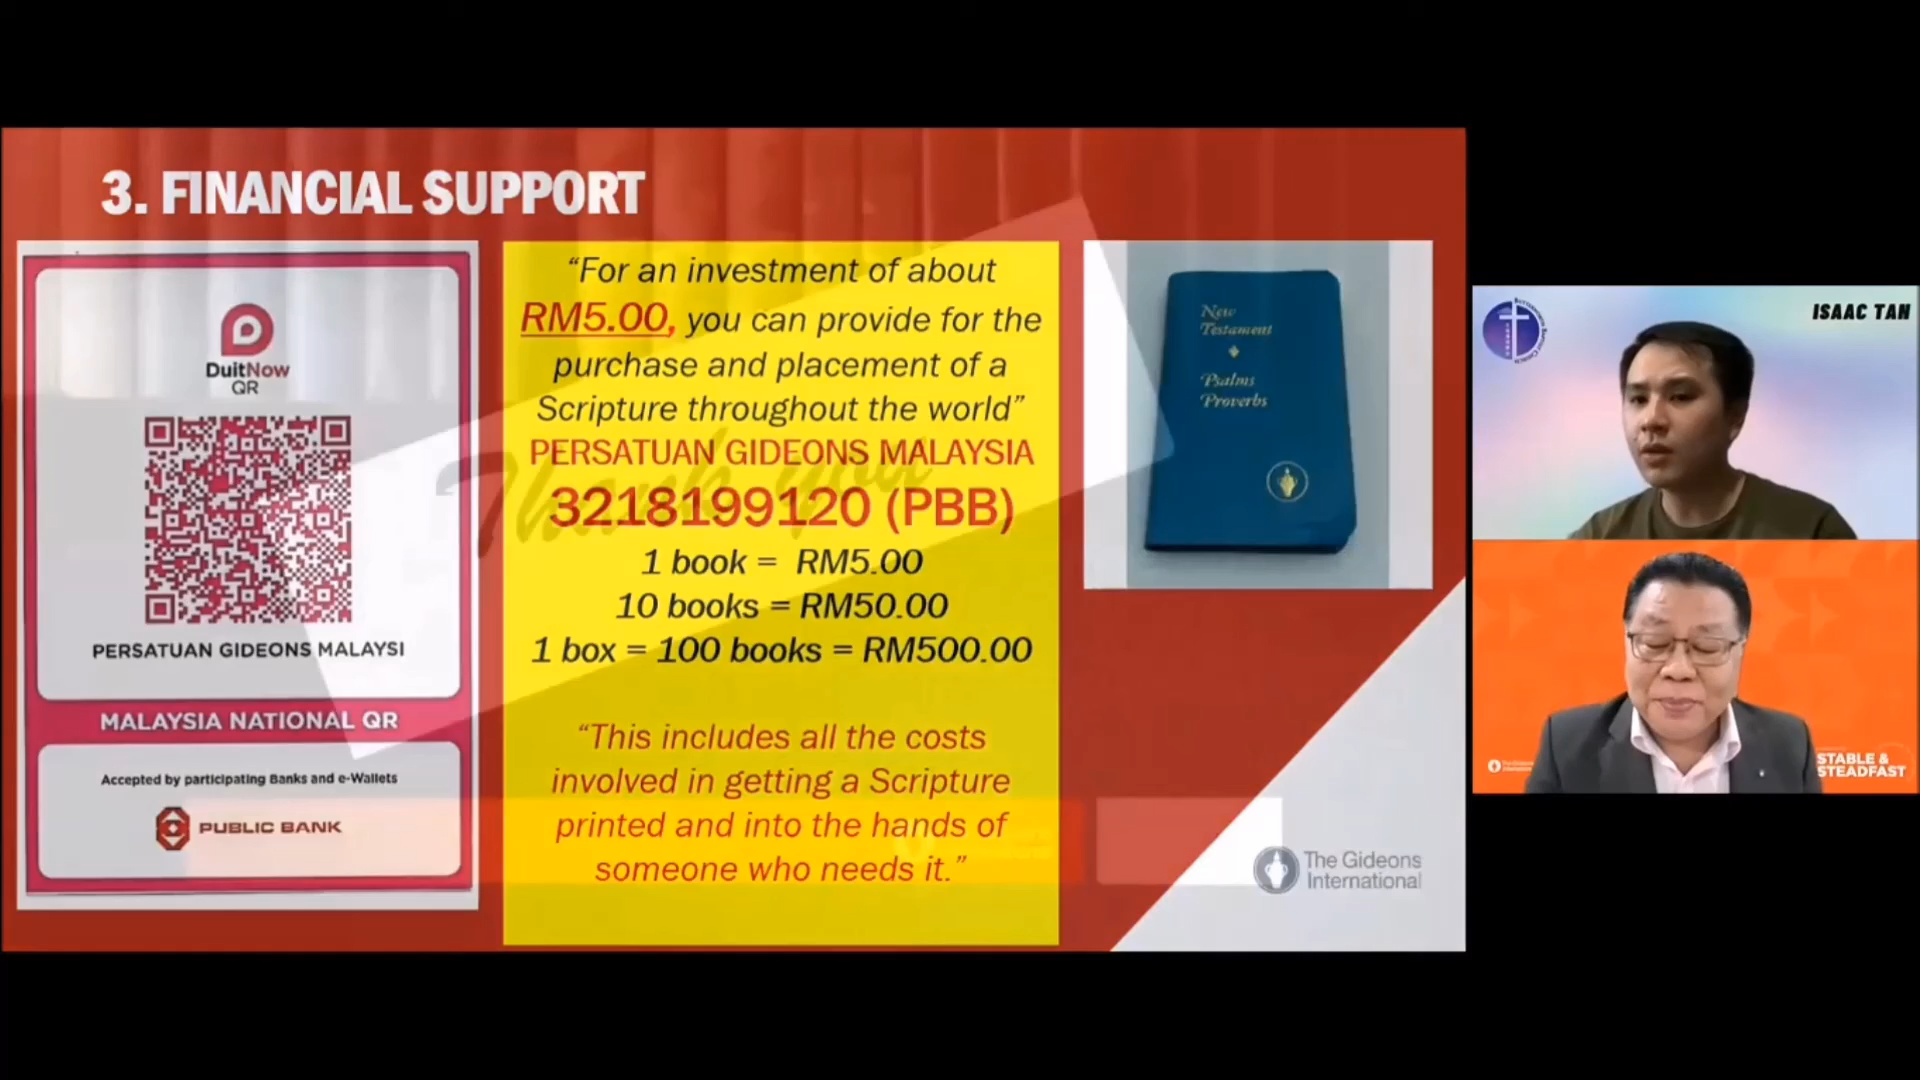 3. FINANCIAL SUPPORT
DuitNow
QR
PERSATUAN GIDEONS MALAYSI
MALAYSIA NATIONAL QR
Accepted by participating Banks and e-Wallets
PUBLIC BANK
“For an investment of about
RM5.00, you can provide for the
purchase and placement of a
Scripture throughout the world”
PERSATUAN GIDEONS MALAYSIA
3218199120 (PBB)
1 book = RM5.00
10 books = RM50.00
1 box = 100 books = RM500.00
“This includes all the costs
involved in getting a Scripture
printed and into the hands of
someone who needs it.”
Thank you
New
Testament
Psalms
Proverbs
The Gideons
International
ISAAC TAN
STABLE &
STEADFAST